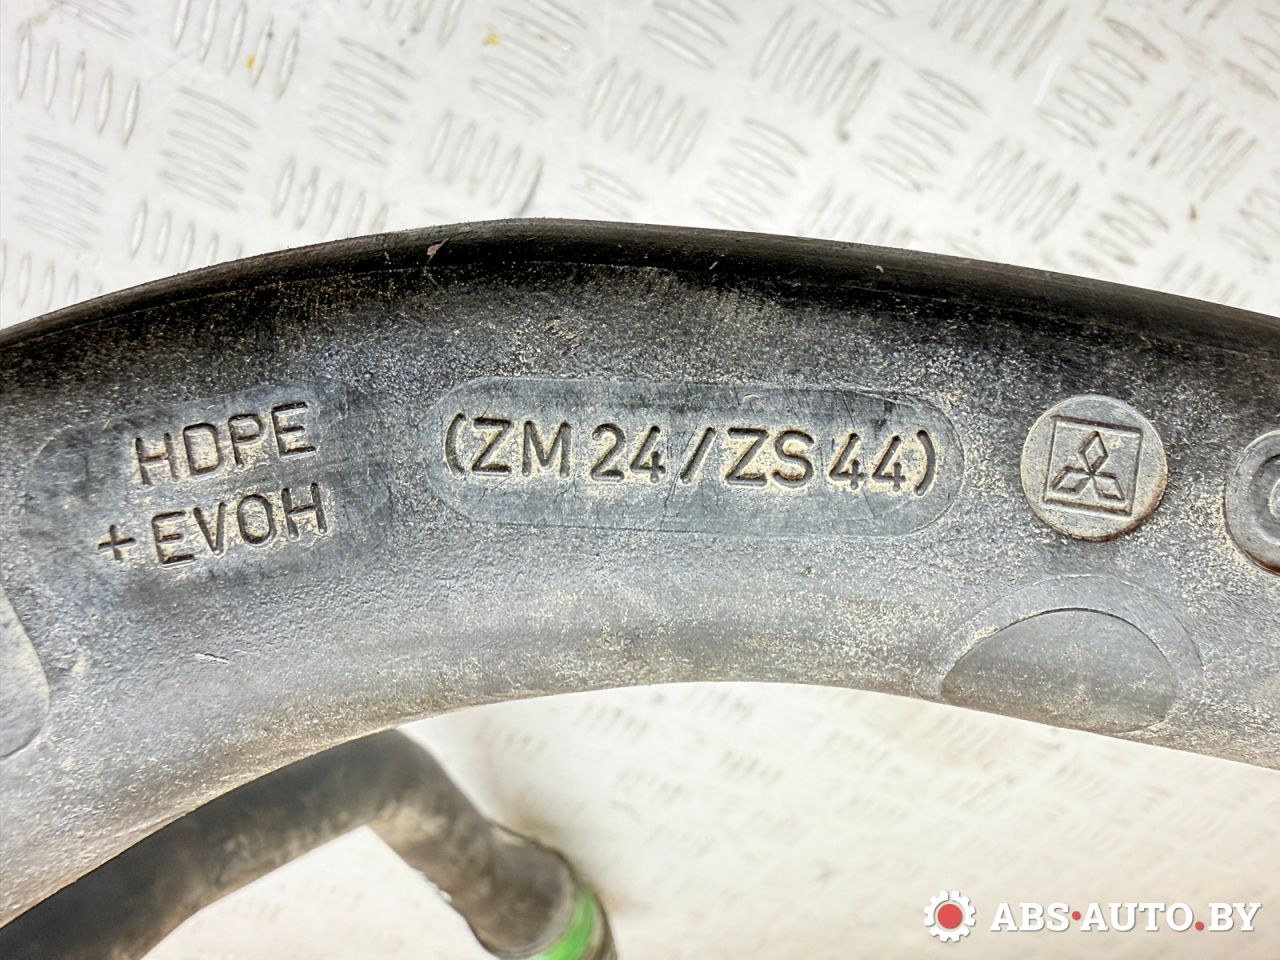 HDPE
+EVOH
(ZM24/ZS44)
ABS·AUTO.BY